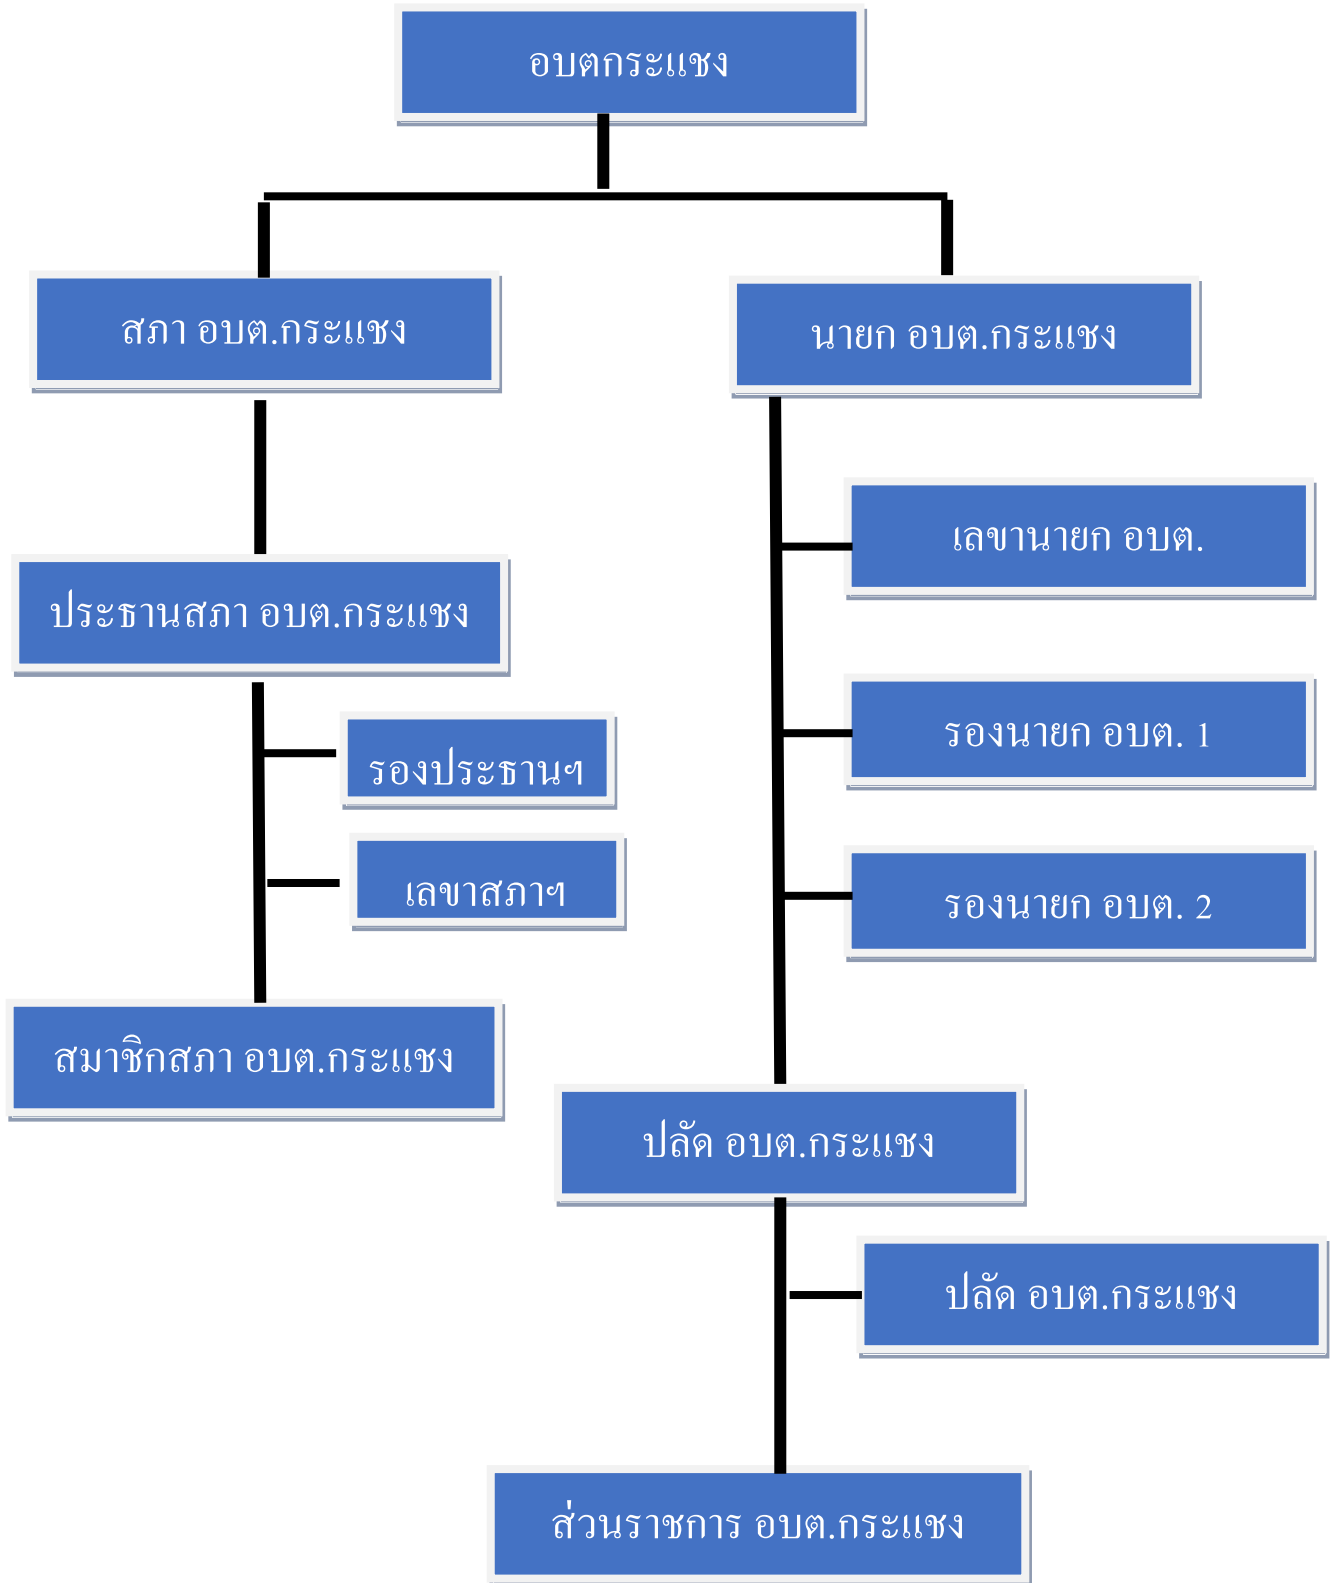 อบตกระแชง
สภา อบต.กระแชง
นายก อบต.กระแชง
เลขานายก อบต.
ประธานสภา อบต.กระแชง
รองนายก อบต. 1
รองประธานฯ
เลขาสภาฯ
รองนายก อบต. 2
สมาชิกสภา อบต.กระแชง
ปลัด อบต.กระแชง
ปลัด อบต.กระแชง
ส่วนราชการ อบต.กระแชง